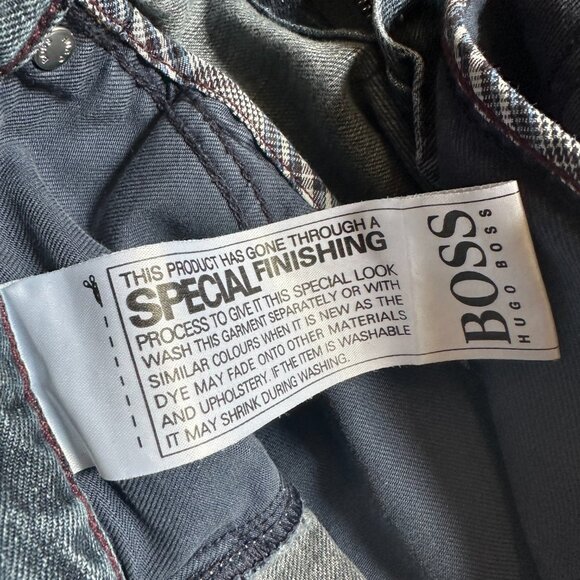 THIS PRODUCT HAS GONE THROUGH A
SPECIAL FINISHING
PROCESS TO GIVE IT THIS SPECIAL LOOK
WASH THIS GARMENT SEPARATELY OR WITH
SIMILAR COLOURS WHEN IT IS NEW AS THE
DYE MAY FADE ONTO OTHER MATERIALS
AND UPHOLSTERY. IF THE ITEM IS WASHABLE
IT MAY SHRINK DURING WASHING.
BOSS
HUGO BOSS